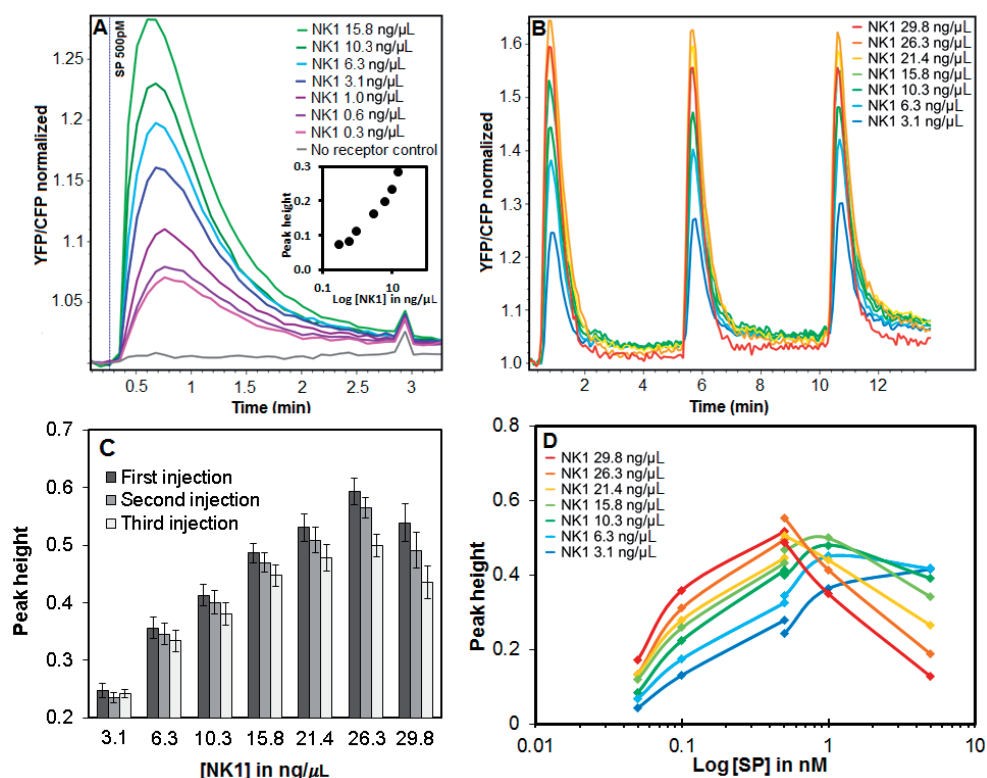 A
SP 500pM
NK1 15.8 ng/µL
NK1 10.3 ng/µL
NK1 6.3 ng/µL
NK1 3.1 ng/µL
NK1 1.0 ng/µL
NK1 0.6 ng/µL
NK1 0.3 ng/µL
No receptor control
YFP/CFP normalized
1.25
1.2
1.15
1.1
1.05
0.5 1 1.5 2 2.5 3
Time (min)
Peak height
0.3
0.2
0.1
0.0
0.1 10
Log [NK1] in ng/µL
B
NK1 29.8 ng/µL
NK1 26.3 ng/µL
NK1 21.4 ng/µL
NK1 15.8 ng/µL
NK1 10.3 ng/µL
NK1 6.3 ng/µL
NK1 3.1 ng/µL
YFP/CFP normalized
1.6
1.5
1.4
1.3
1.2
1.1
1.0
2 4 6 8 10 12
Time (min)
C
First injection
Second injection
Third injection
Peak height
0.7
0.6
0.5
0.4
0.3
0.2
3.1 6.3 10.3 15.8 21.4 26.3 29.8
[NK1] in ng/µL
D
NK1 29.8 ng/µL
NK1 26.3 ng/µL
NK1 21.4 ng/µL
NK1 15.8 ng/µL
NK1 10.3 ng/µL
NK1 6.3 ng/µL
NK1 3.1 ng/µL
Peak height
0.8
0.6
0.4
0.2
0
0.01 0.1 1 10
Log [SP] in nM